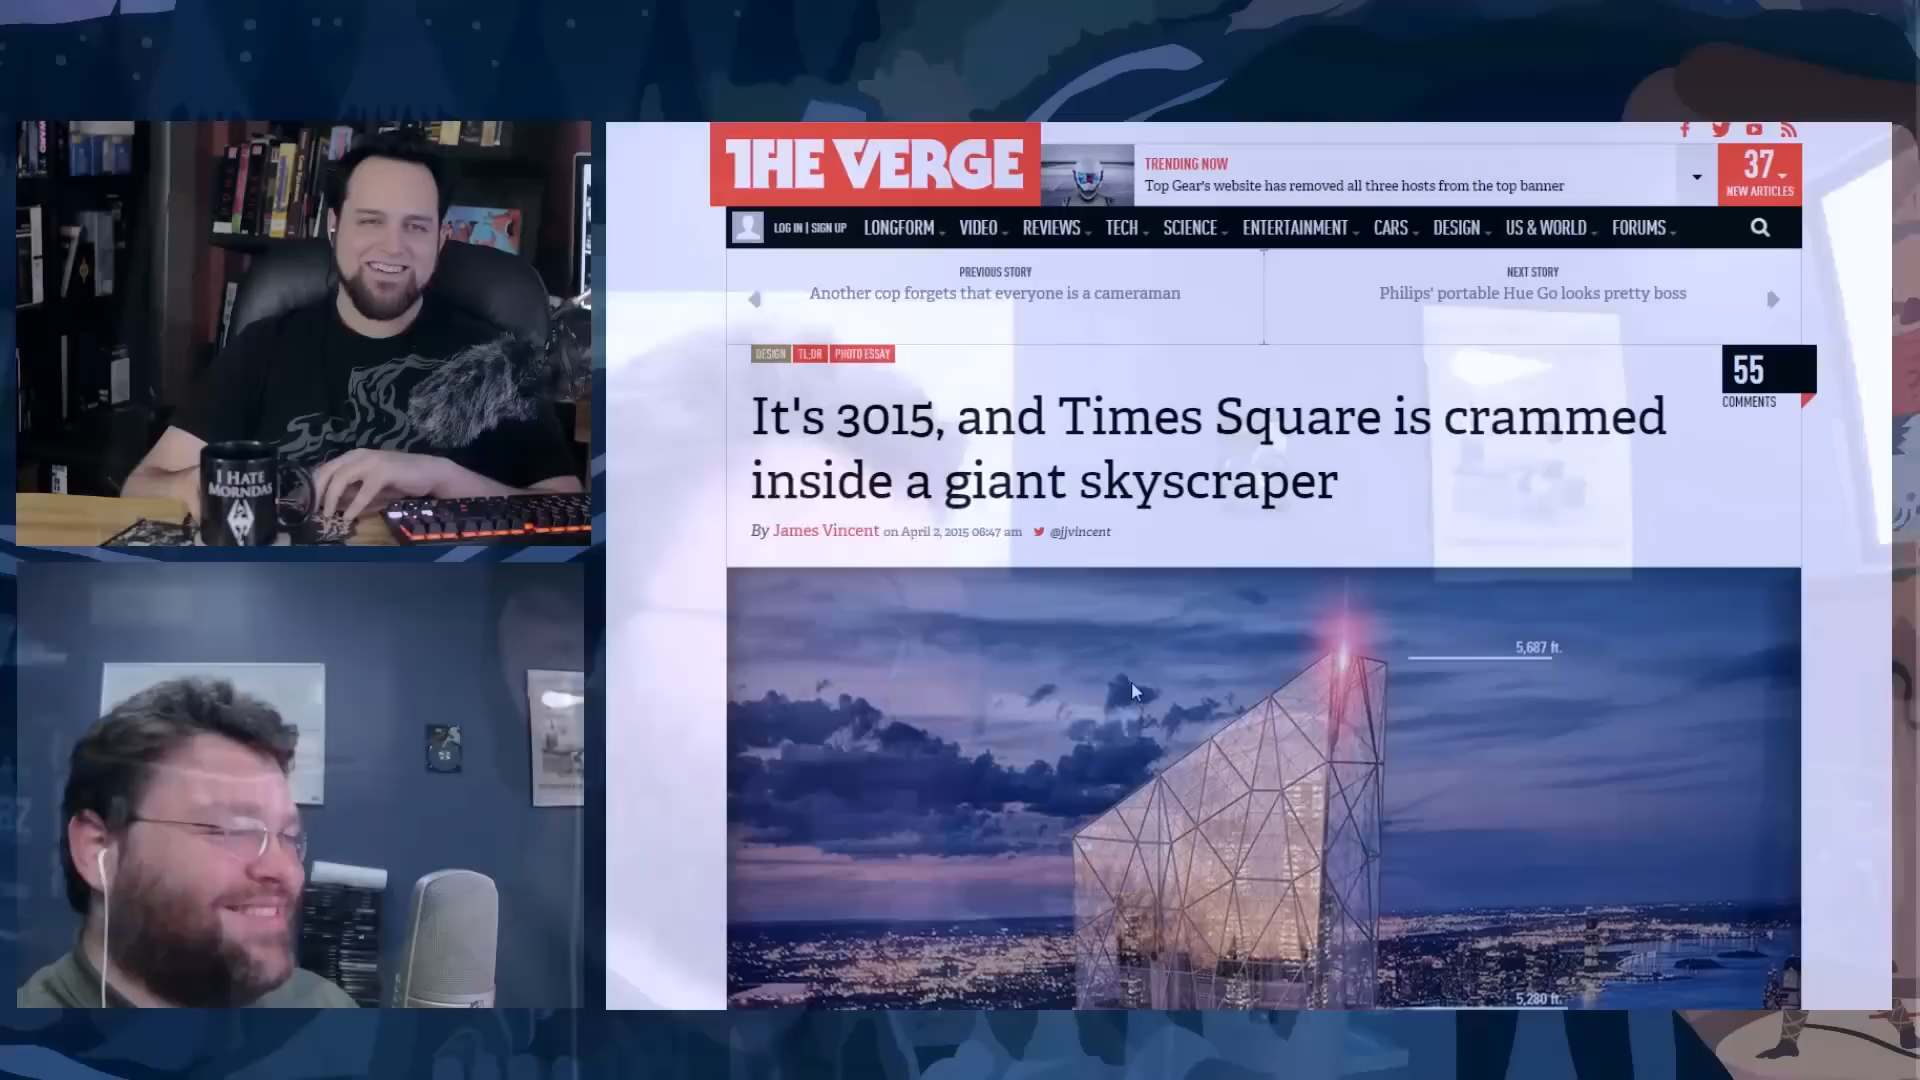 I HATE
MORNDAS
THE VERGE
TRENDING NOW
Top Gear's website has removed all three hosts from the top banner
37
NEW ARTICLES
LOG IN | SIGN UP LONGFORM VIDEO REVIEWS TECH SCIENCE ENTERTAINMENT CARS DESIGN US & WORLD FORUMS
PREVIOUS STORY
Another cop forgets that everyone is a cameraman
NEXT STORY
Philips' portable Hue Go looks pretty boss
DESIGN TL;DR PHOTO ESSAY
55
COMMENTS
It's 3015, and Times Square is crammed
inside a giant skyscraper
By James Vincent on April 2, 2015 06:47 am @jjvincent
5,687 ft.
5,280 ft.